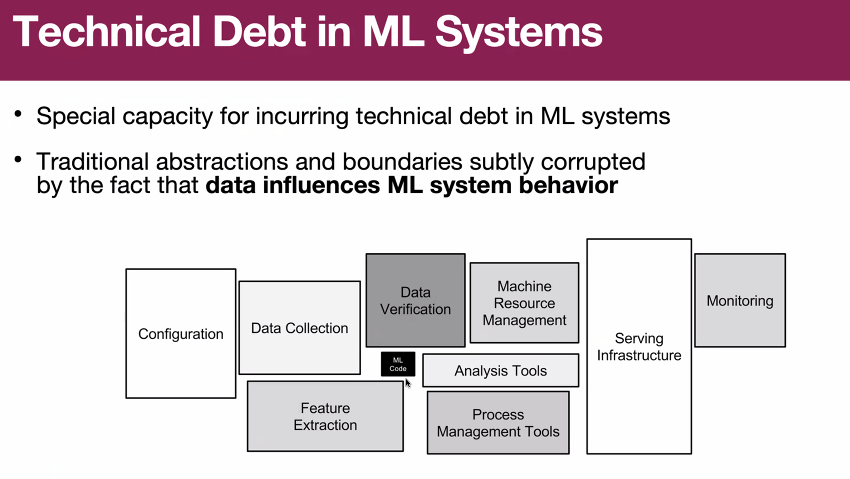 Technical Debt in ML Systems
• Special capacity for incurring technical debt in ML systems
• Traditional abstractions and boundaries subtly corrupted
by the fact that data influences ML system behavior
Configuration
Data Collection
Data
Verification
Machine
Resource
Management
Serving
Infrastructure
Monitoring
ML
Code
Analysis Tools
Feature
Extraction
Process
Management Tools